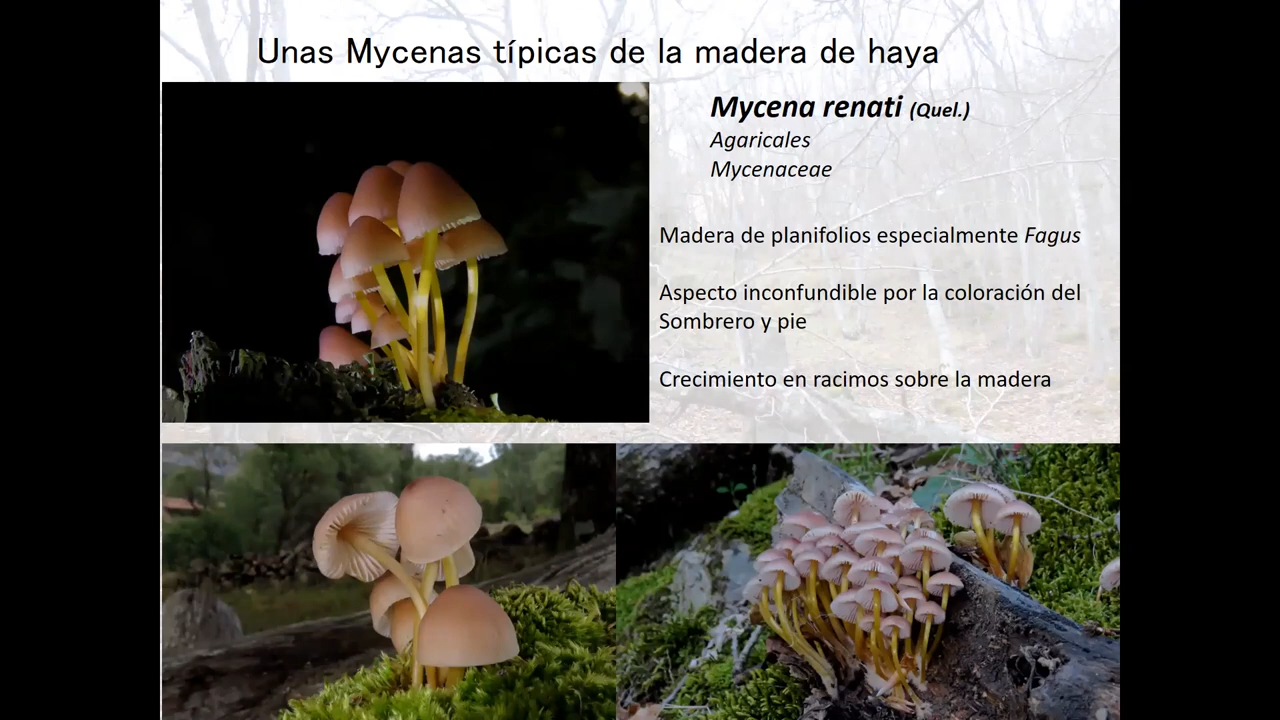 Unas Mycenas típicas de la madera de haya
Mycena renati (Quel.)
Agaricales
Mycenaceae
Madera de planifolios especialmente Fagus
Aspecto inconfundible por la coloración del
Sombrero y pie
Crecimiento en racimos sobre la madera